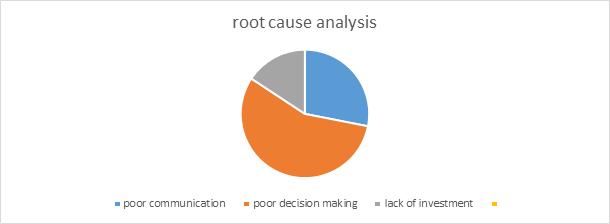 root cause analysis
poor communication poor decision making lack of investment